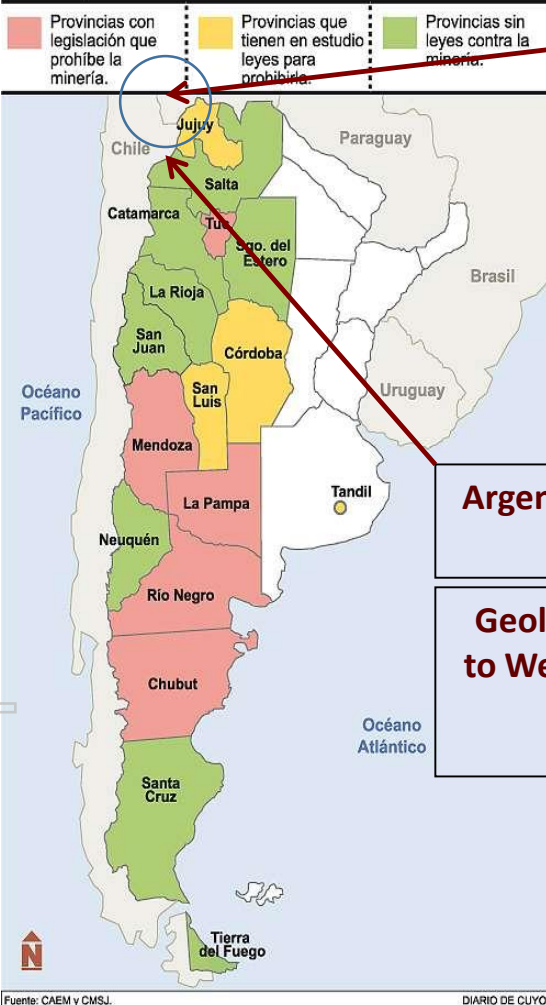 Provincias con
legislación que
prohíbe la
minería.
Provincias que
tienen en estudio
leyes para
prohibirla.
Provincias sin
leyes contra la
minería.
Jujuy
Paraguay
Chile
Salta
Catamarca
Tuc
Sgo. del
Estero
Brasil
La Rioja
San
Juan
Córdoba
Océano
Pacífico
San
Luis
Uruguay
Mendoza
Argen
La Pampa
Tandil
Neuquén
Río Negro
Geol
to We
Chubut
Océano
Atlántico
Santa
Cruz
N
Tierra
del Fuego
Fuente: CAEM y CMSJ.
DIARIO DE CUYO